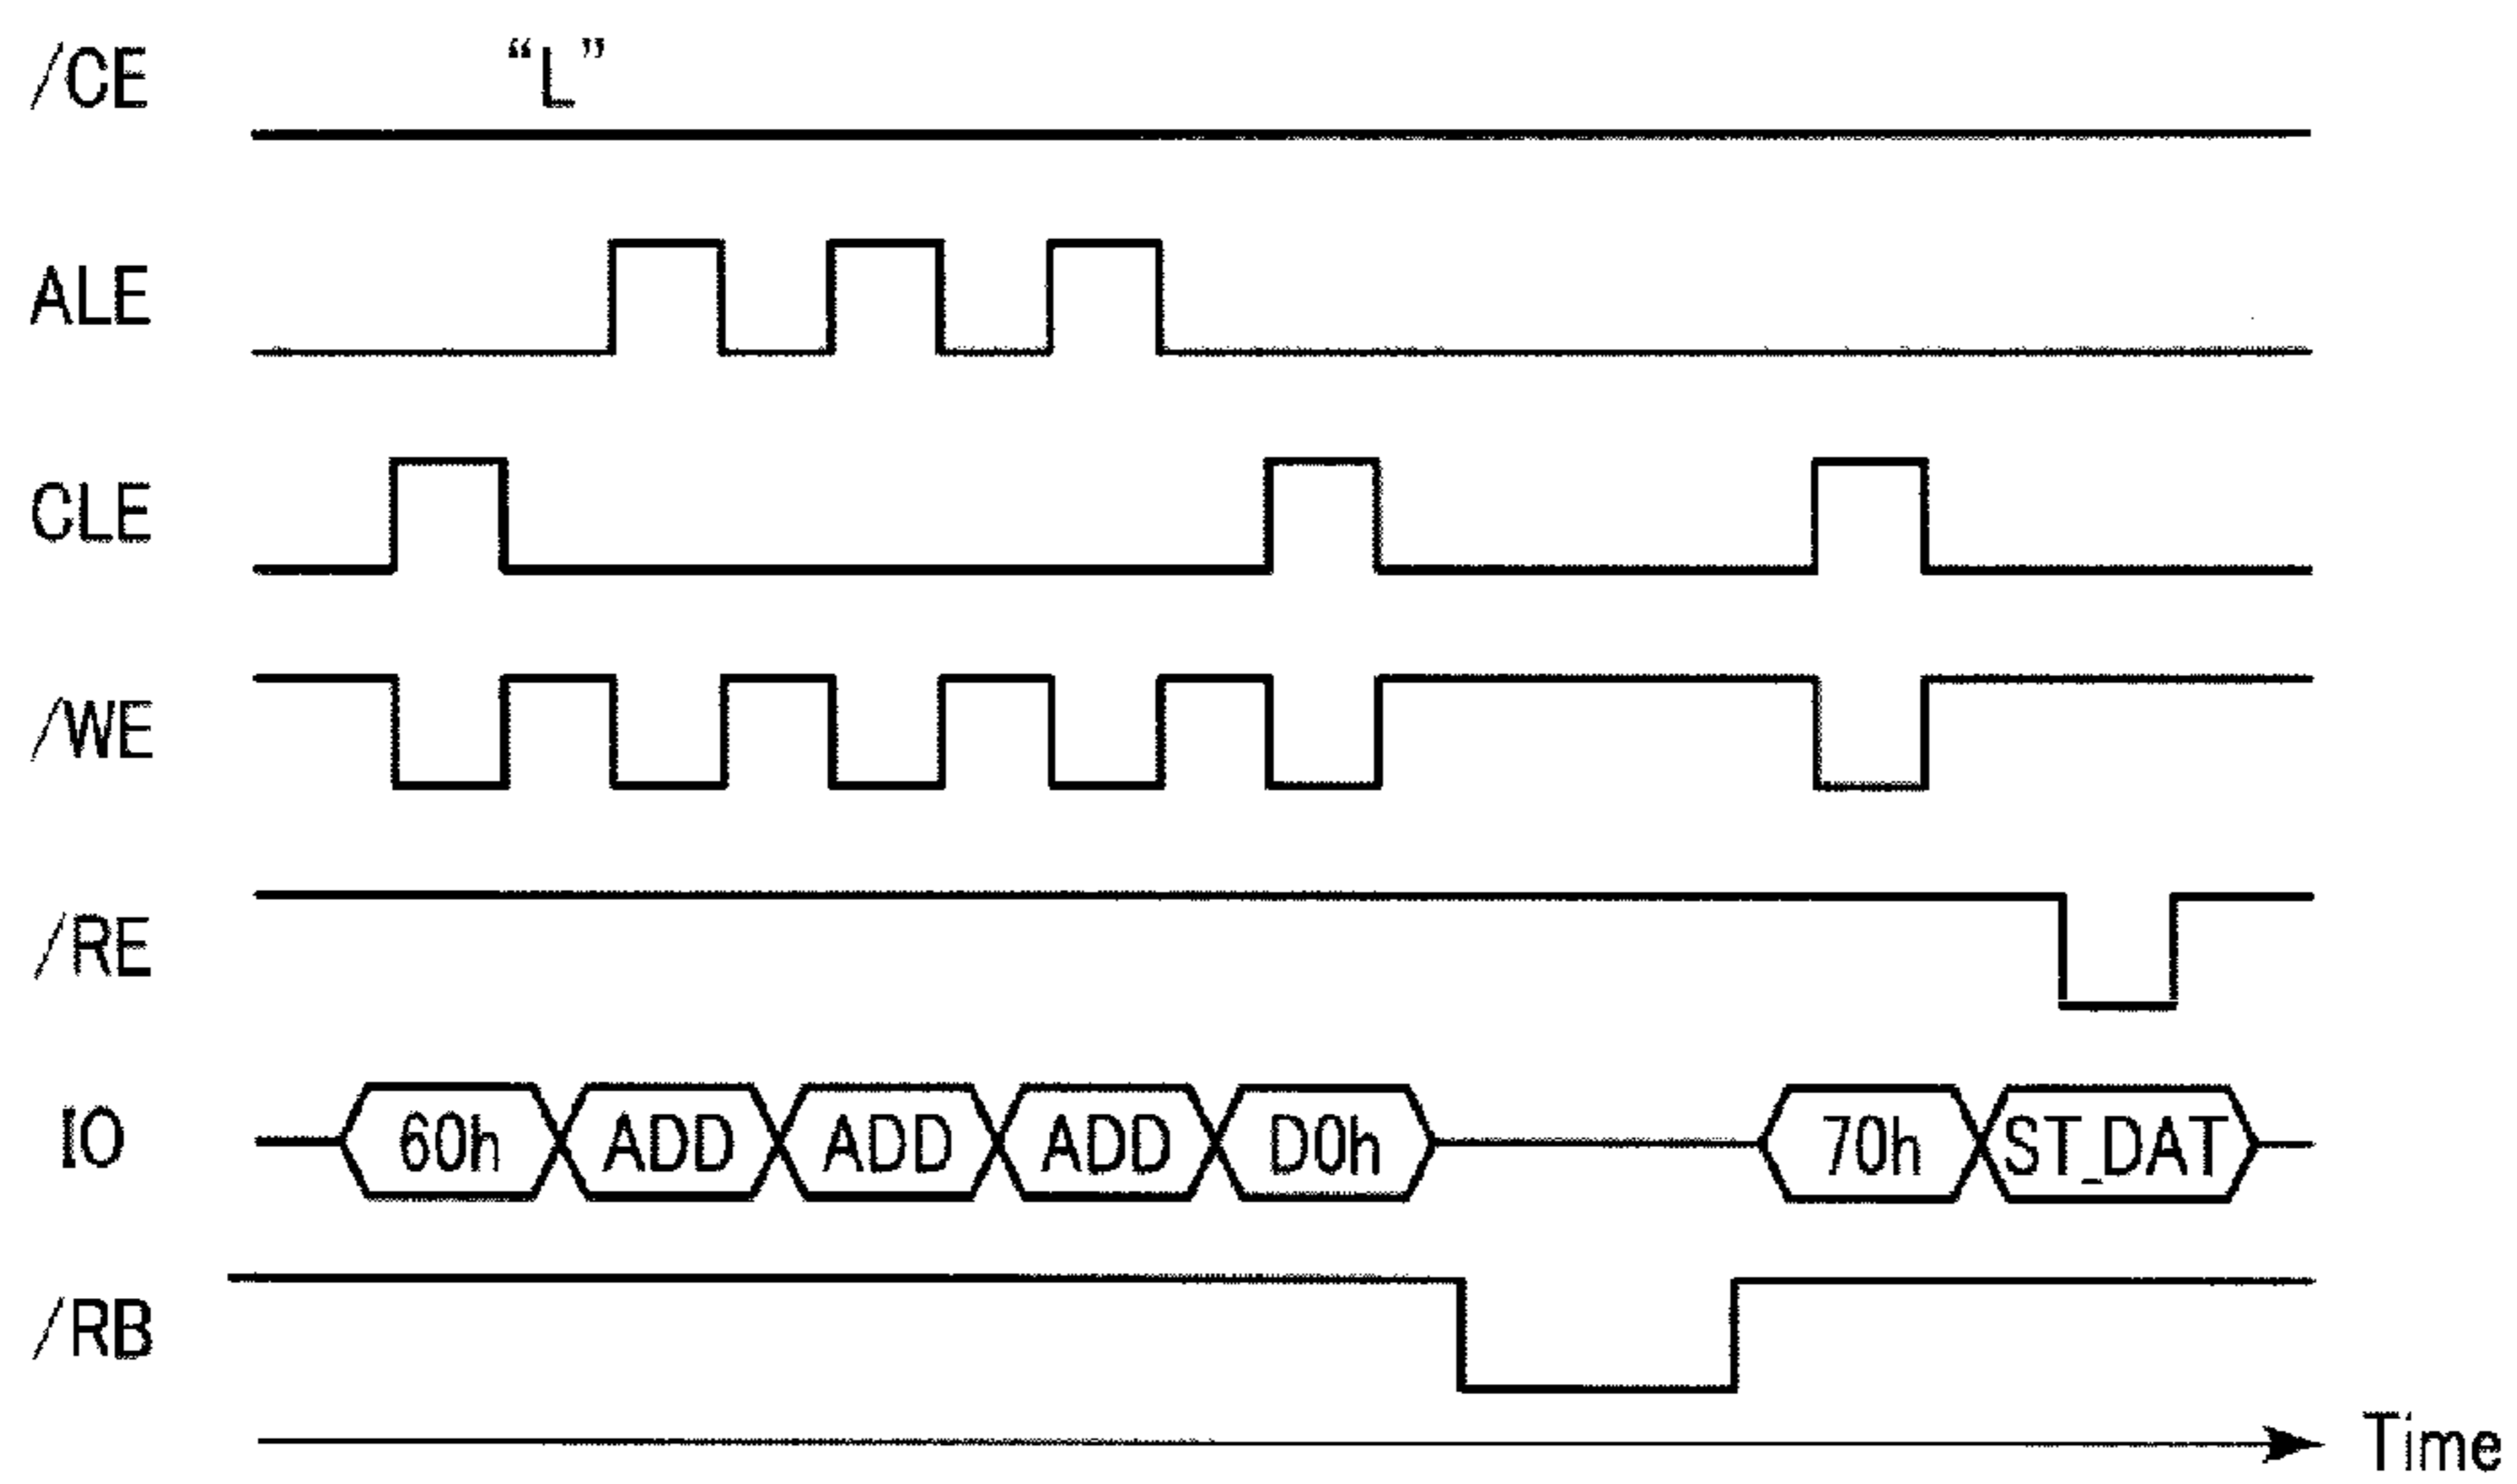 /CE “L”
ALE
CLE
/WE
/RE
IO 60h ADD ADD ADD D0h 70h ST_DAT
/RB
Time